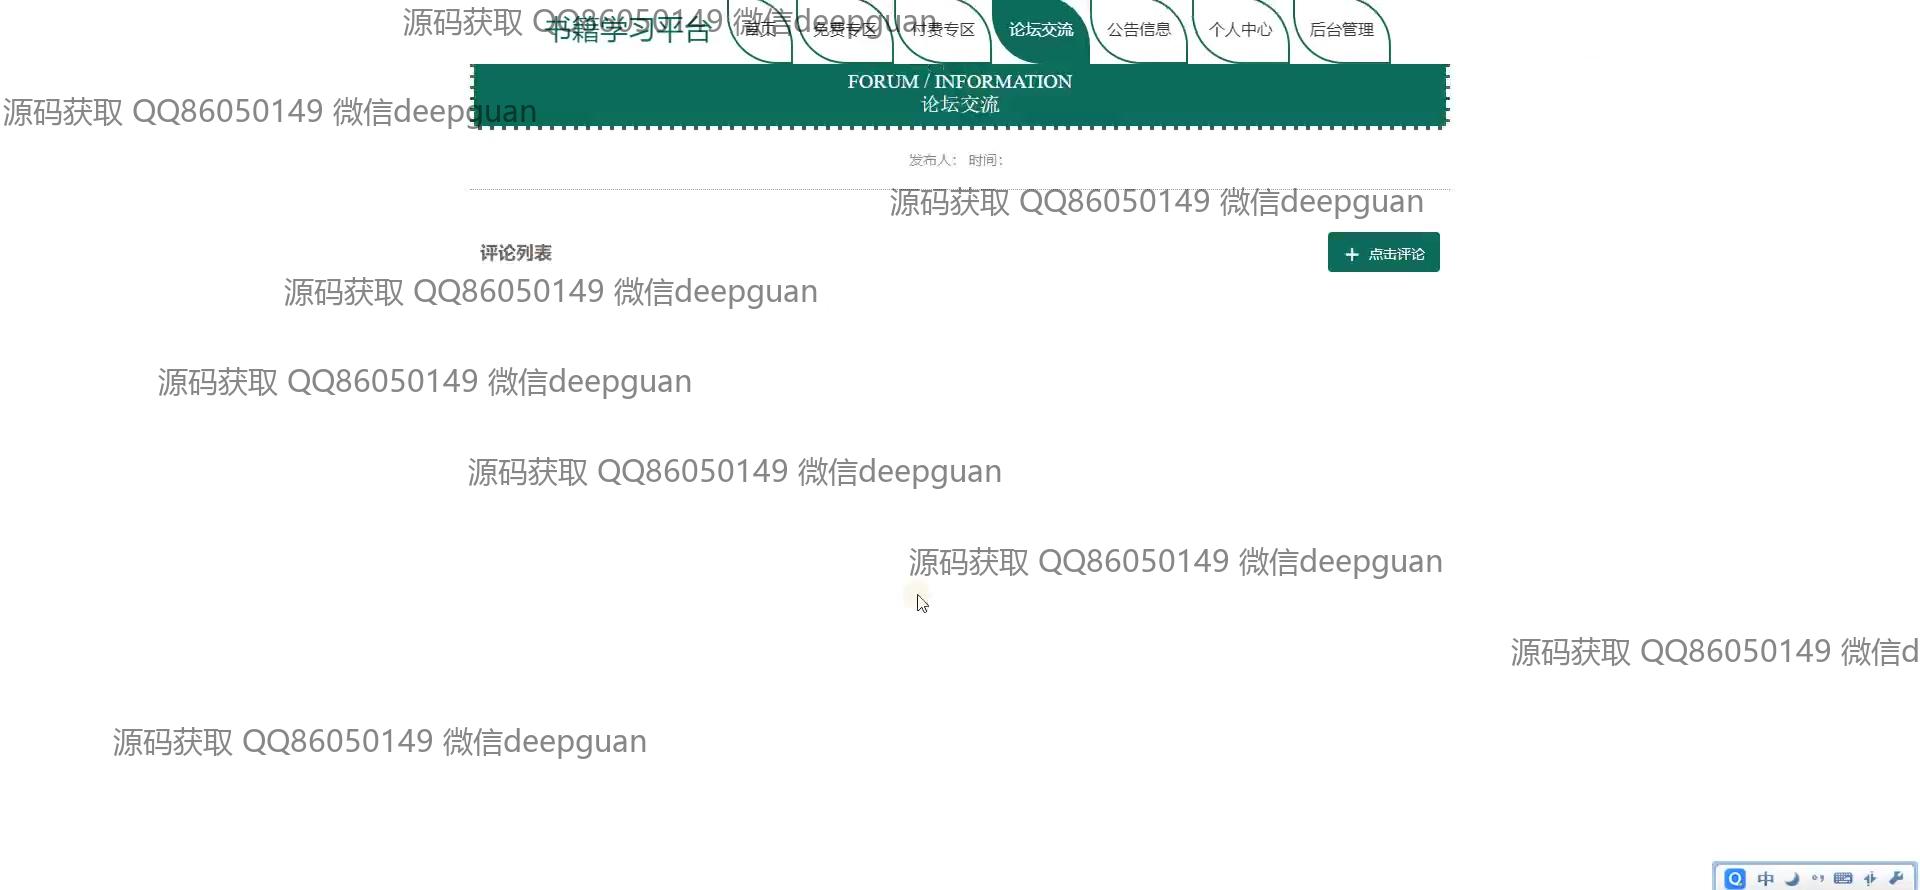 源码获取 QQ86050149 微信deepguan
书籍学习平台 首页 免费专区 付费专区 论坛交流 公告信息 个人中心 后台管理
FORUM / INFORMATION
论坛交流
源码获取 QQ86050149 微信deepguan
发布人： 时间：
源码获取 QQ86050149 微信deepguan
评论列表 点击评论
源码获取 QQ86050149 微信deepguan
源码获取 QQ86050149 微信deepguan
源码获取 QQ86050149 微信deepguan
源码获取 QQ86050149 微信deepguan
源码获取 QQ86050149 微信d
源码获取 QQ86050149 微信deepguan
中